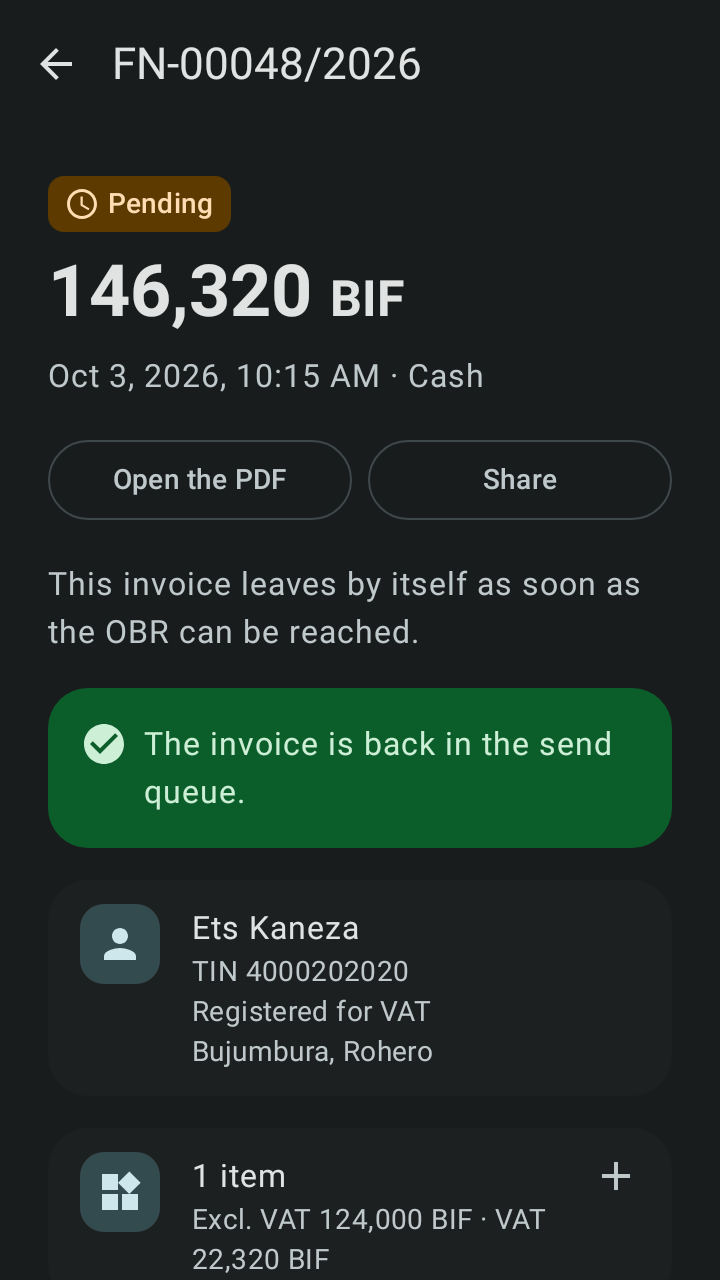 FN-00048/2026
Pending
146,320 BIF
Oct 3, 2026, 10:15 AM · Cash
Open the PDF
Share
This invoice leaves by itself as soon as
the OBR can be reached.
The invoice is back in the send
queue.
Ets Kaneza
TIN 4000202020
Registered for VAT
Bujumbura, Rohero
1 item
Excl. VAT 124,000 BIF · VAT
22,320 BIF